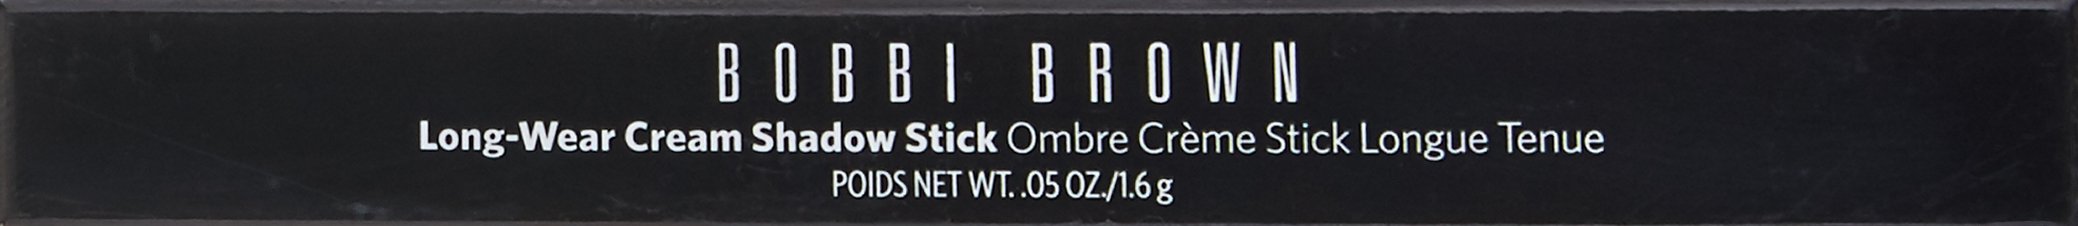 BOBBI BROWN
Long-Wear Cream Shadow Stick Ombre Crème Stick Longue Tenue
POIDS NET WT. .05 OZ./1.6 g